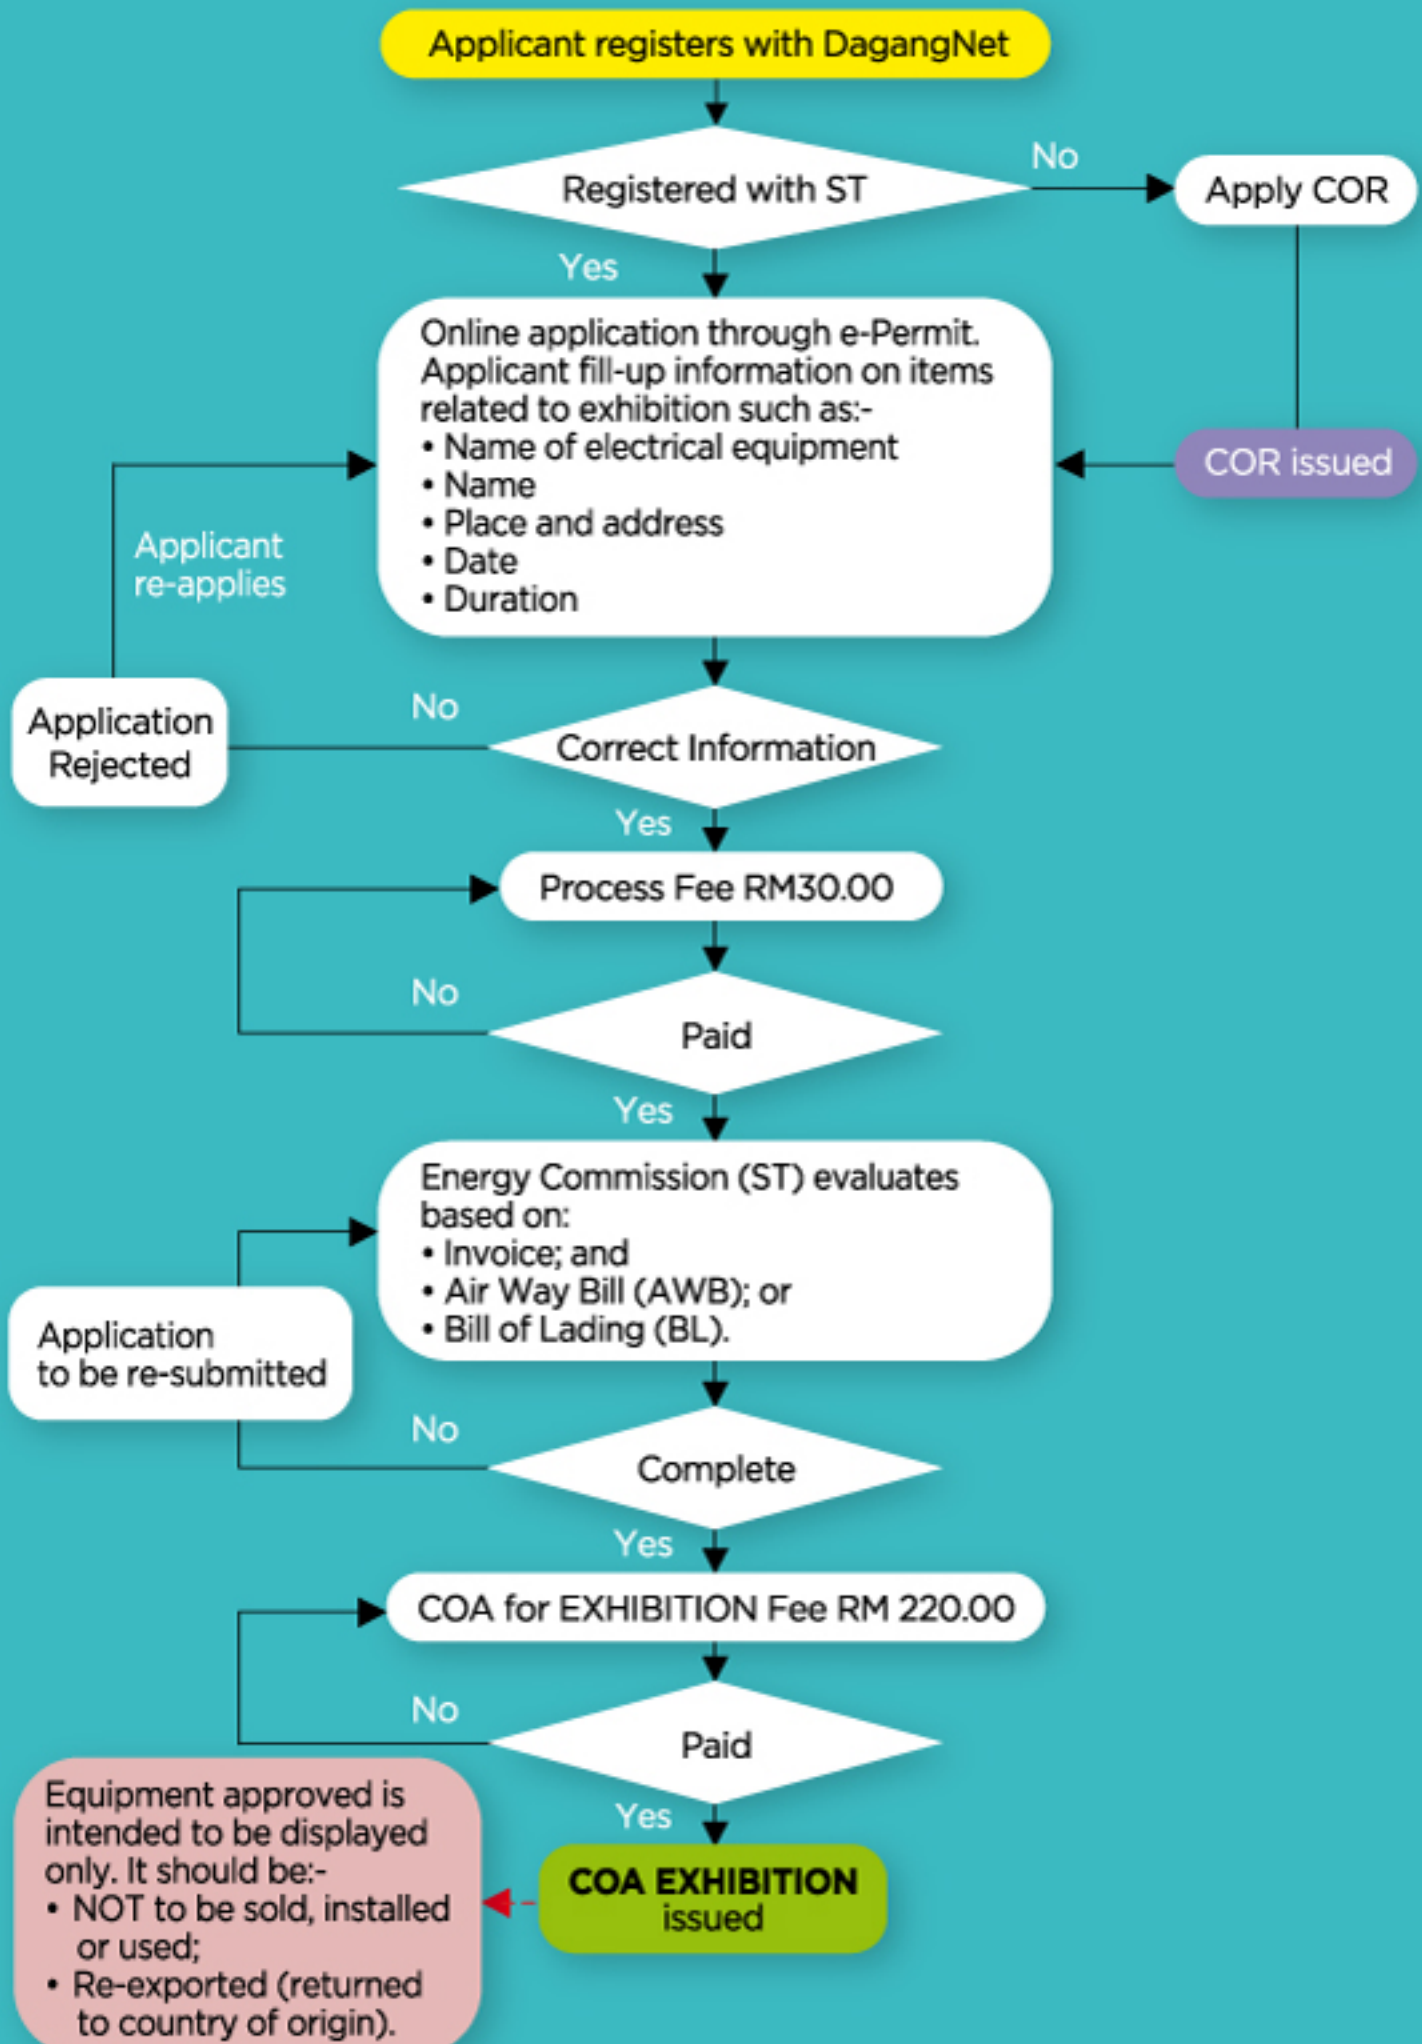 Applicant registers with DagangNet
No
Registered with ST
Apply COR
Yes
Online application through e-Permit.
Applicant fill-up information on items
related to exhibition such as:-
• Name of electrical equipment
• Name
• Place and address
• Date
• Duration
COR issued
Applicant
re-applies
Application
Rejected
No
Correct Information
Yes
Process Fee RM30.00
No
Paid
Yes
Energy Commission (ST) evaluates
based on:
• Invoice; and
• Air Way Bill (AWB); or
• Bill of Lading (BL).
Application
to be re-submitted
No
Complete
Yes
COA for EXHIBITION Fee RM 220.00
No
Paid
Yes
COA EXHIBITION
issued
Equipment approved is
intended to be displayed
only. It should be:-
• NOT to be sold, installed
or used;
• Re-exported (returned
to country of origin).